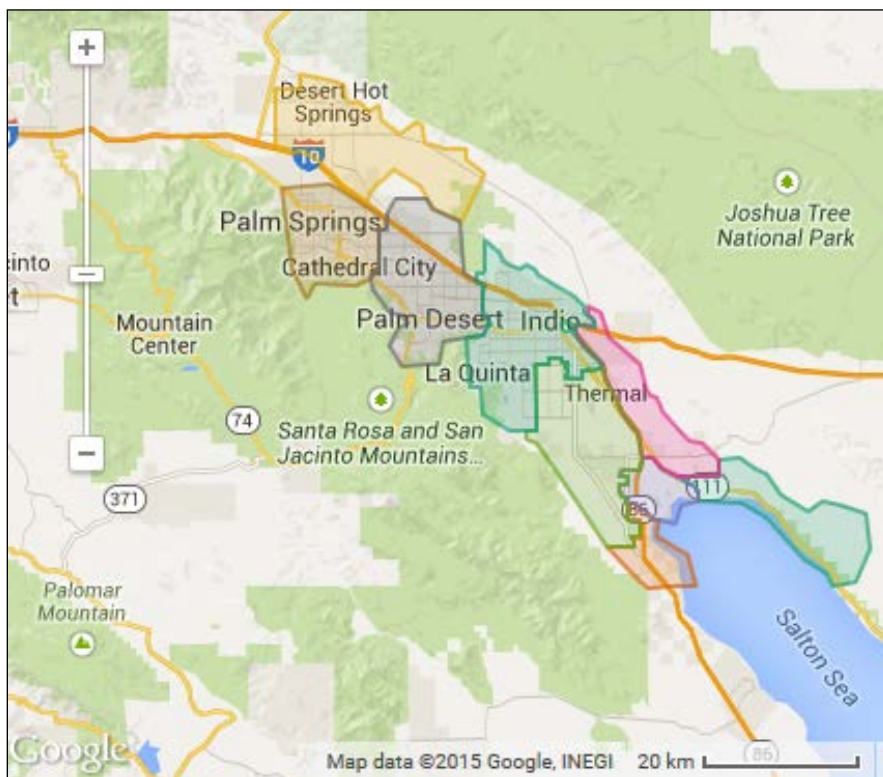 +
Desert Hot
Springs
10
Palm Springs
Joshua Tree
National Park
cinto
Cathedral City
t
Mountain
Center
Palm Desert
Indio
La Quinta
Thermal
74
Santa Rosa and San
Jacinto Mountains...
371
111
86
Palomar
Mountain
Salton Sea
Google
Map data ©2015 Google, INEGI
20 km
86